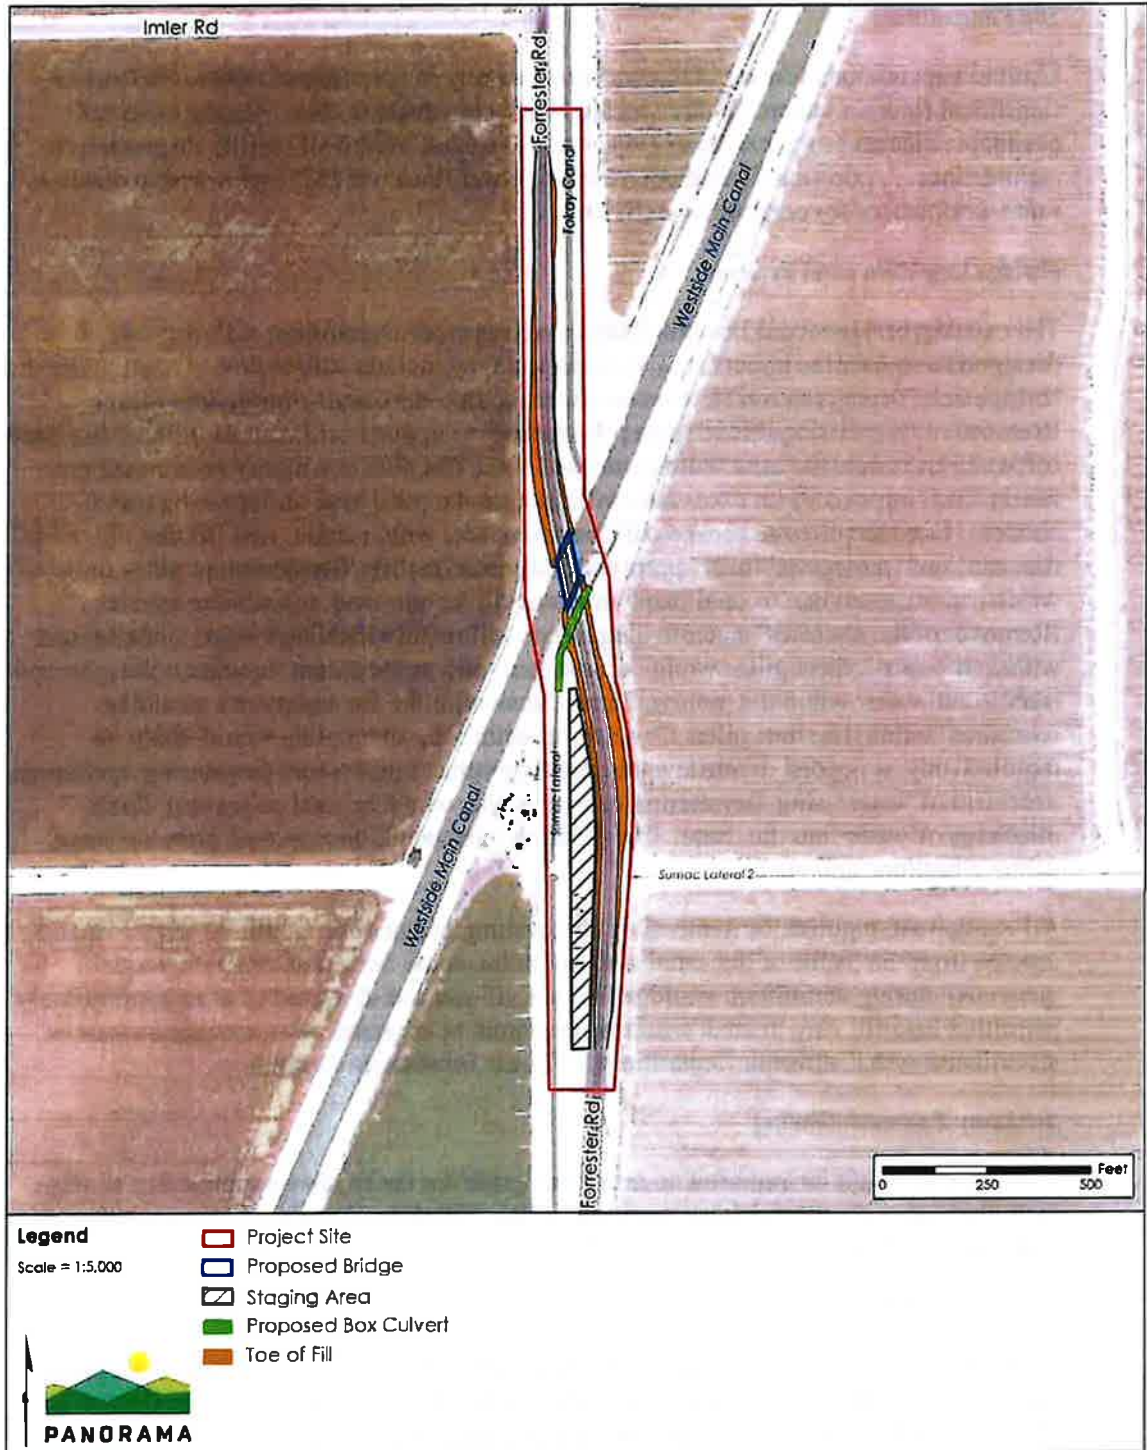 Imler Rd
Forrester Rd
Fokay Canal
Westside Main Canal
Sumac Lateral
Westside Main Canal
Sumac Lateral 2
Forrester Rd
Feet
0 250 500
Legend
Scale = 1:5,000
Project Site
Proposed Bridge
Staging Area
Proposed Box Culvert
Toe of Fill
PANORAMA